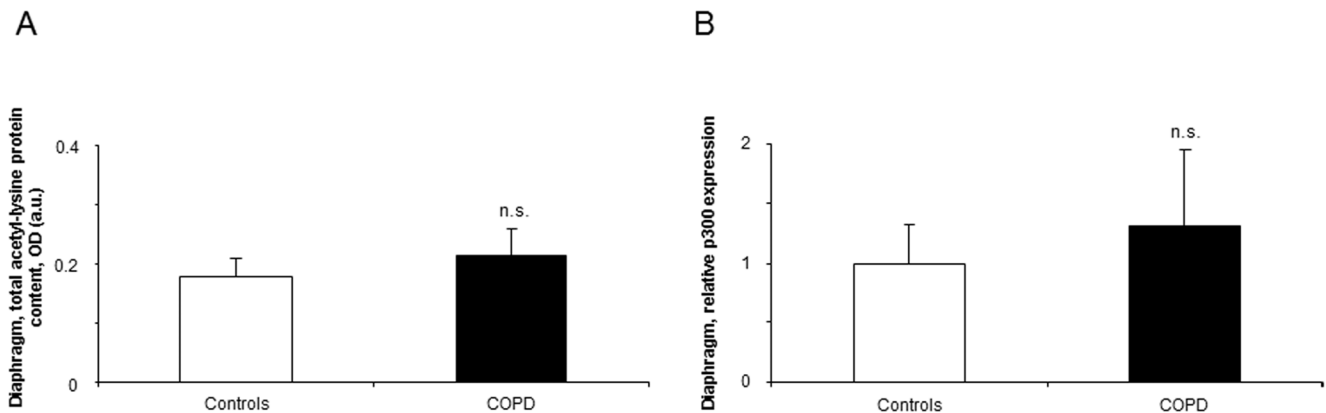 A
Diaphragm, total acetyl-lysine protein
content, OD (a.u.)
0.4
0.2
0
n.s.
Controls
COPD
B
Diaphragm, relative p300 expression
2
1
0
n.s.
Controls
COPD